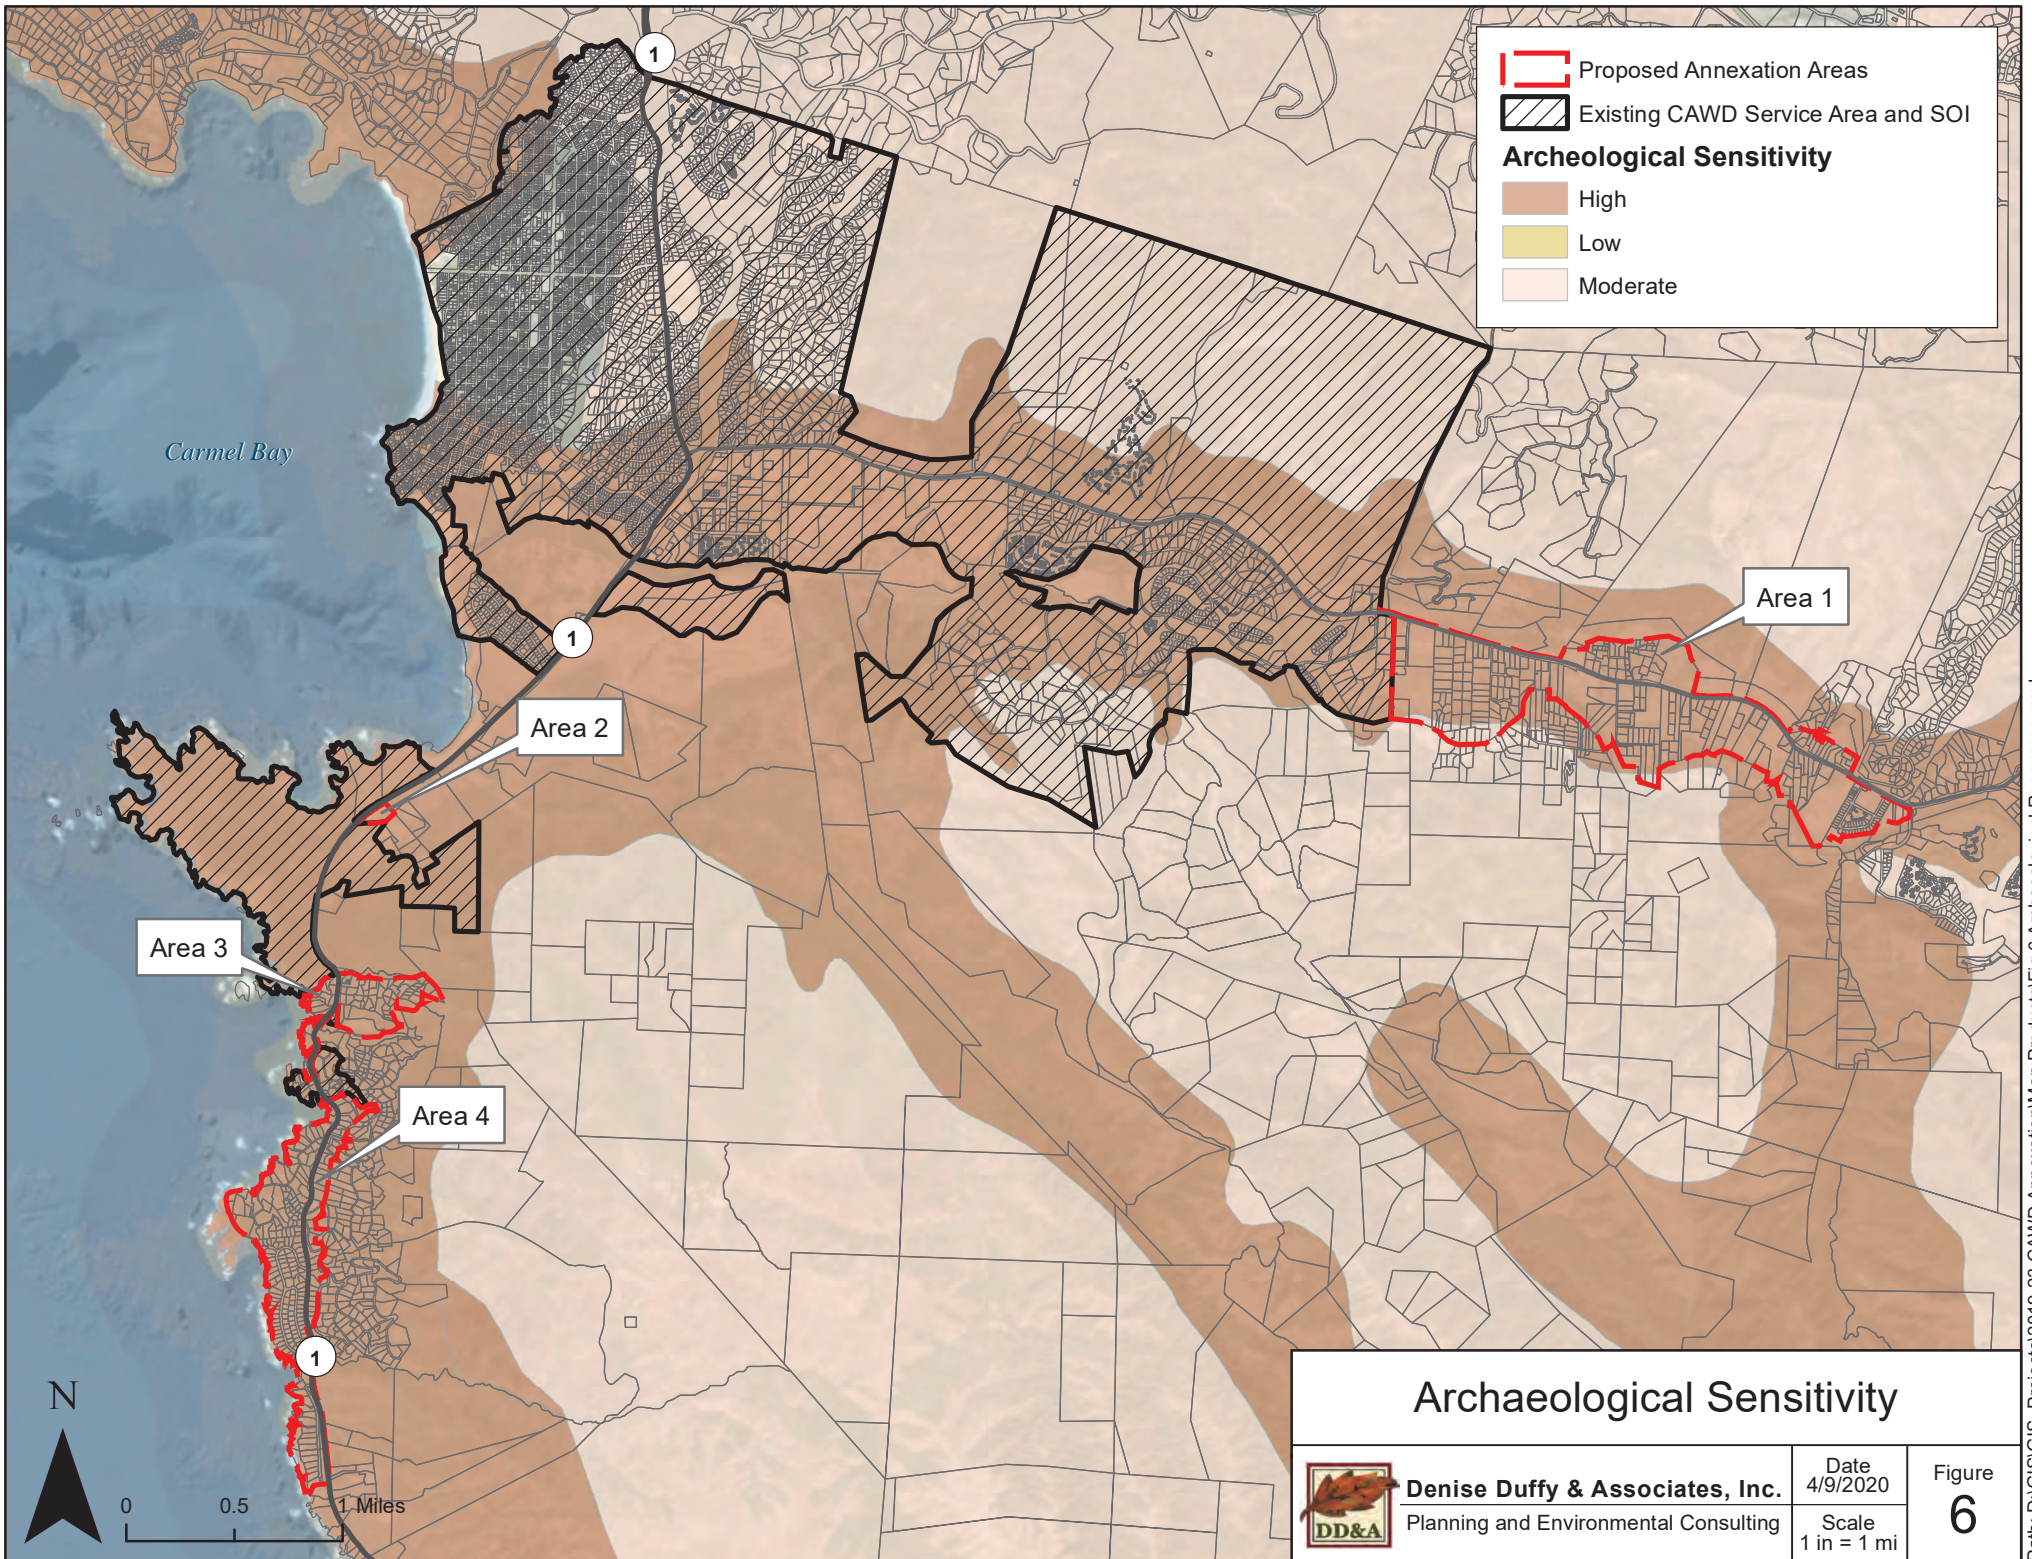 1
Proposed Annexation Areas
Existing CAWD Service Area and SOI
Archeological Sensitivity
High
Low
Moderate
Carmel Bay
Area 1
1
Area 2
Area 3
Area 4
1
N
0 0.5 1 Miles
Archaeological Sensitivity
DD&A
Denise Duffy & Associates, Inc.
Planning and Environmental Consulting
Date
4/9/2020
Scale
1 in = 1 mi
Figure
6